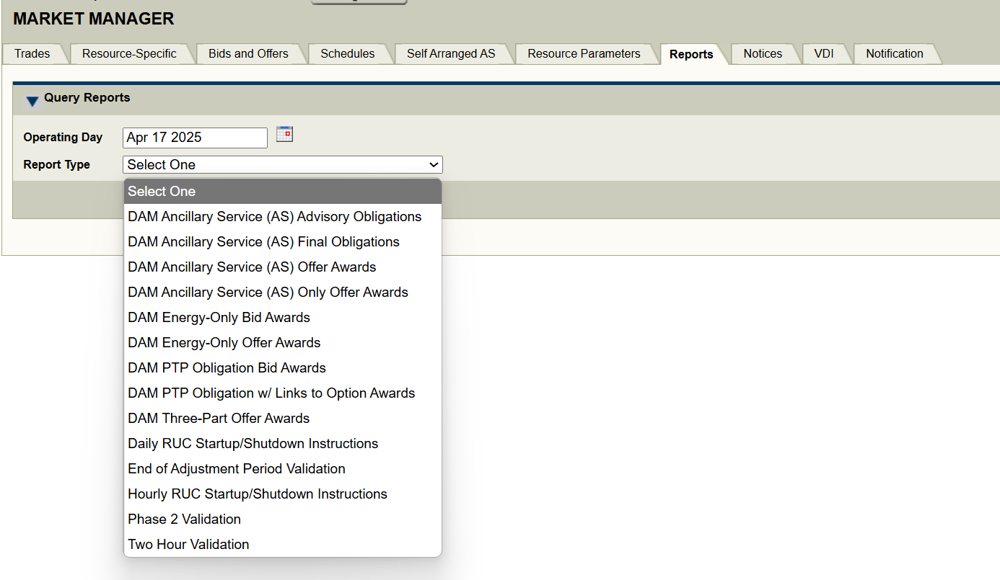 MARKET MANAGER
Trades Resource-Specific Bids and Offers Schedules Self Arranged AS Resource Parameters Reports Notices VDI Notification
Query Reports
Operating Day Apr 17 2025
Report Type Select One
Select One
DAM Ancillary Service (AS) Advisory Obligations
DAM Ancillary Service (AS) Final Obligations
DAM Ancillary Service (AS) Offer Awards
DAM Ancillary Service (AS) Only Offer Awards
DAM Energy-Only Bid Awards
DAM Energy-Only Offer Awards
DAM PTP Obligation Bid Awards
DAM PTP Obligation w/ Links to Option Awards
DAM Three-Part Offer Awards
Daily RUC Startup/Shutdown Instructions
End of Adjustment Period Validation
Hourly RUC Startup/Shutdown Instructions
Phase 2 Validation
Two Hour Validation